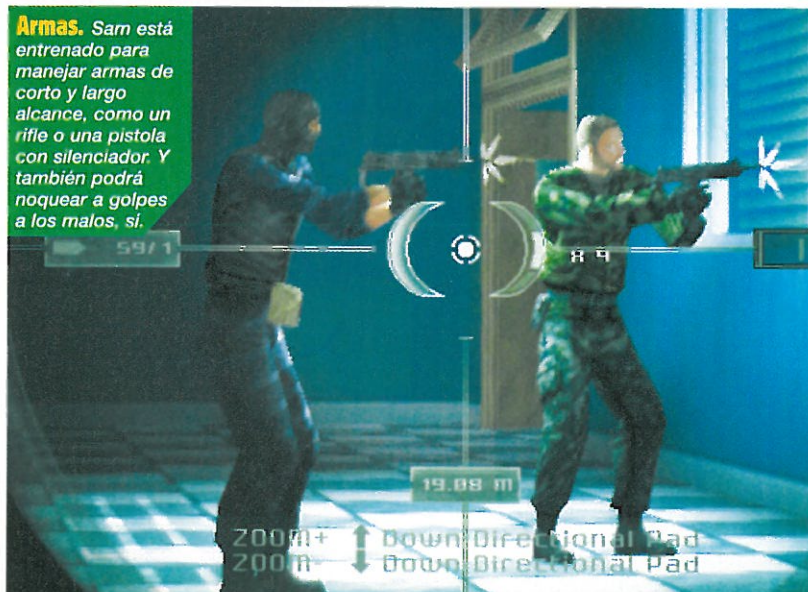 Armas. Sam está
entrenado para
manejar armas de
corto y largo
alcance, como un
rifle o una pistola
con silenciador. Y
también podrá
noquear a golpes
a los malos, sí.
59/1
19.08 m
ZOOM+ Down Directional Pad
ZOOM- Down Directional Pad